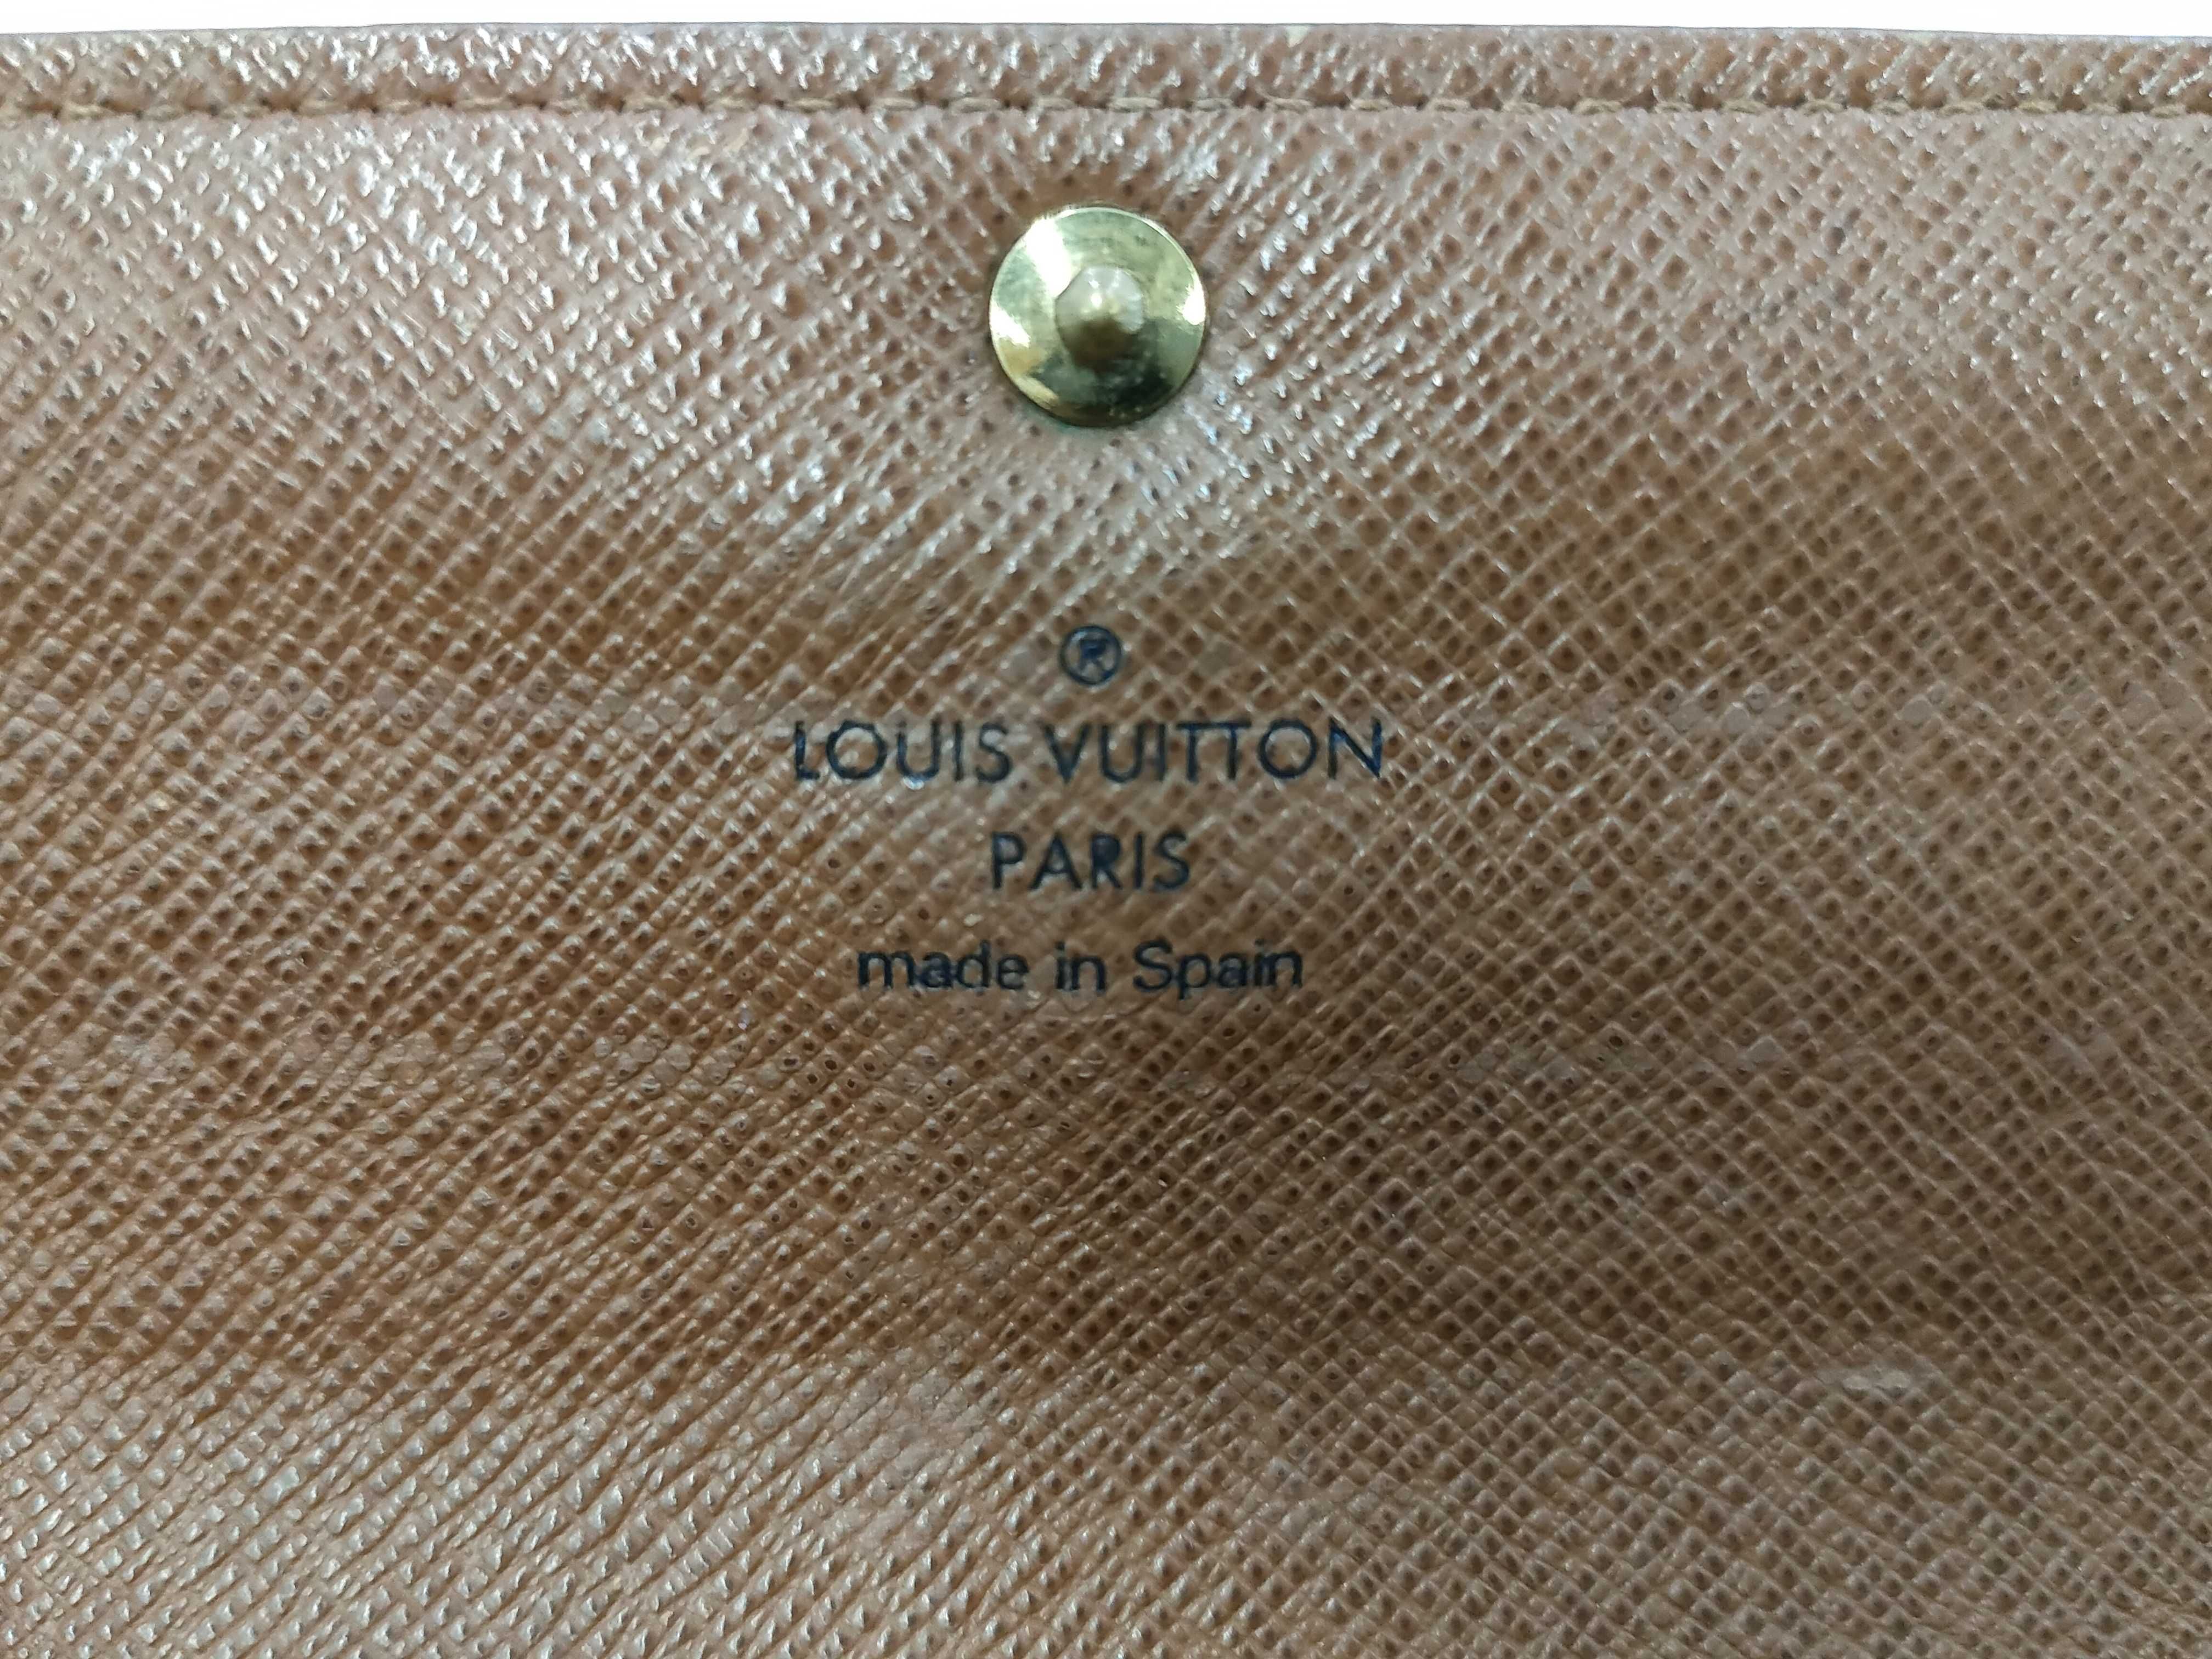 ®
LOUIS VUITTON
PARIS
made in Spain